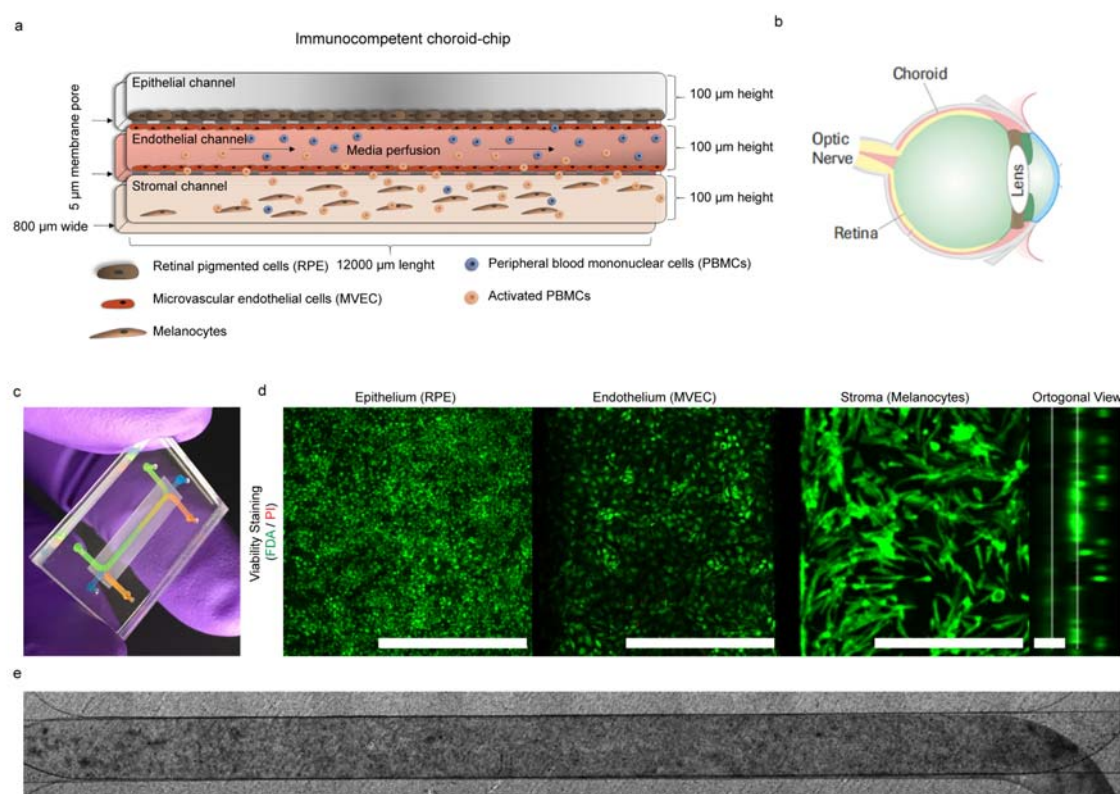 a
Immunocompetent choroid-chip
Epithelial channel
100 µm height
Endothelial channel
Media perfusion
100 µm height
5 µm membrane pore
Stromal channel
100 µm height
800 µm wide
12000 µm lenght
Retinal pigmented cells (RPE)
Peripheral blood mononuclear cells (PBMCs)
Microvascular endothelial cells (MVEC)
Activated PBMCs
Melanocytes
b
Choroid
Optic
Nerve
Lens
Retina
c
d
Epithelium (RPE)
Endothelium (MVEC)
Stroma (Melanocytes)
Ortogonal View
Viability Staining
(FDA / PI)
e